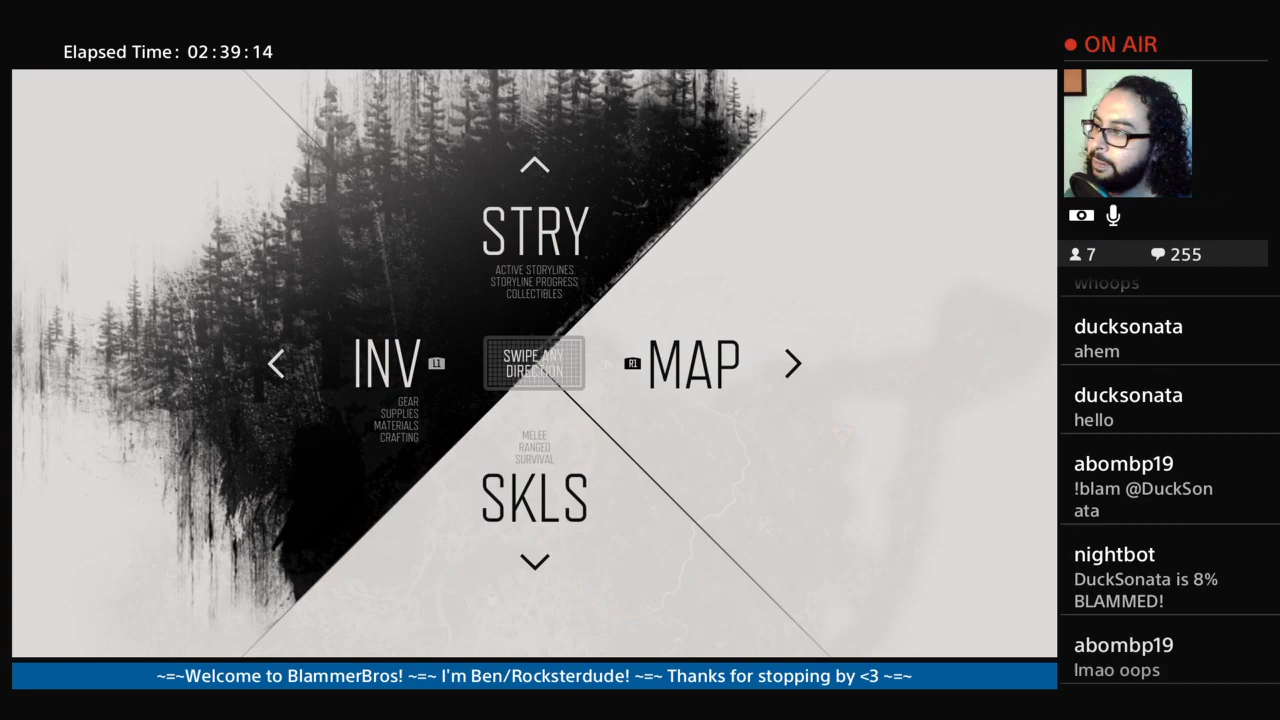 Elapsed Time: 02:39:14
ON AIR
STRY
ACTIVE STORYLINES
STORYLINE PROGRESS
COLLECTIBLES
INV
L1
SWIPE ANY
DIRECTION
R1
MAP
GEAR
SUPPLIES
MATERIALS
CRAFTING
MELEE
RANGED
SURVIVAL
SKLS
7
255
whoops
ducksonata
ahem
ducksonata
hello
abombp19
!blam @DuckSon
ata
nightbot
DuckSonata is 8%
BLAMMED!
abombp19
lmao oops
~=~Welcome to BlammerBros! ~=~ I'm Ben/Rocksterdude! ~=~ Thanks for stopping by <3 ~=~